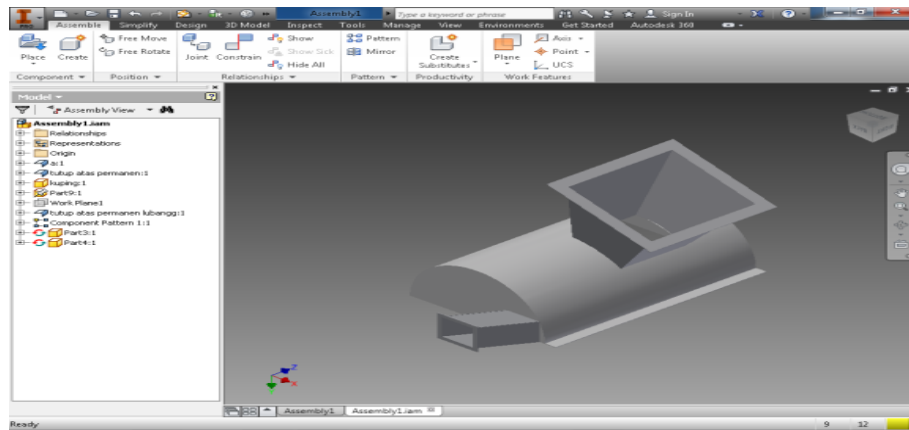 Assembly1
Type a keyword or phrase
Sign In
Assemble Simplify Design 3D Model Inspect Tools Manage View Environments Get Started Autodesk 360
Place
Create
Free Move
Free Rotate
Joint
Constrain
Show
Show Sick
Hide All
Pattern
Mirror
Create
Substitutes
Plane
Axis
Point
UCS
Component Position Relationships Pattern Productivity Work Features
Model
Assembly View
Assembly1.iam
Relationships
Representations
Origin
a:1
tutup atas permanen:1
kuping:1
Part9:1
Work Plane1
tutup atas permanen lubangg:1
Component Pattern 1:1
Part3:1
Part4:1
Assembly1 Assembly1.iam
Ready 9 12